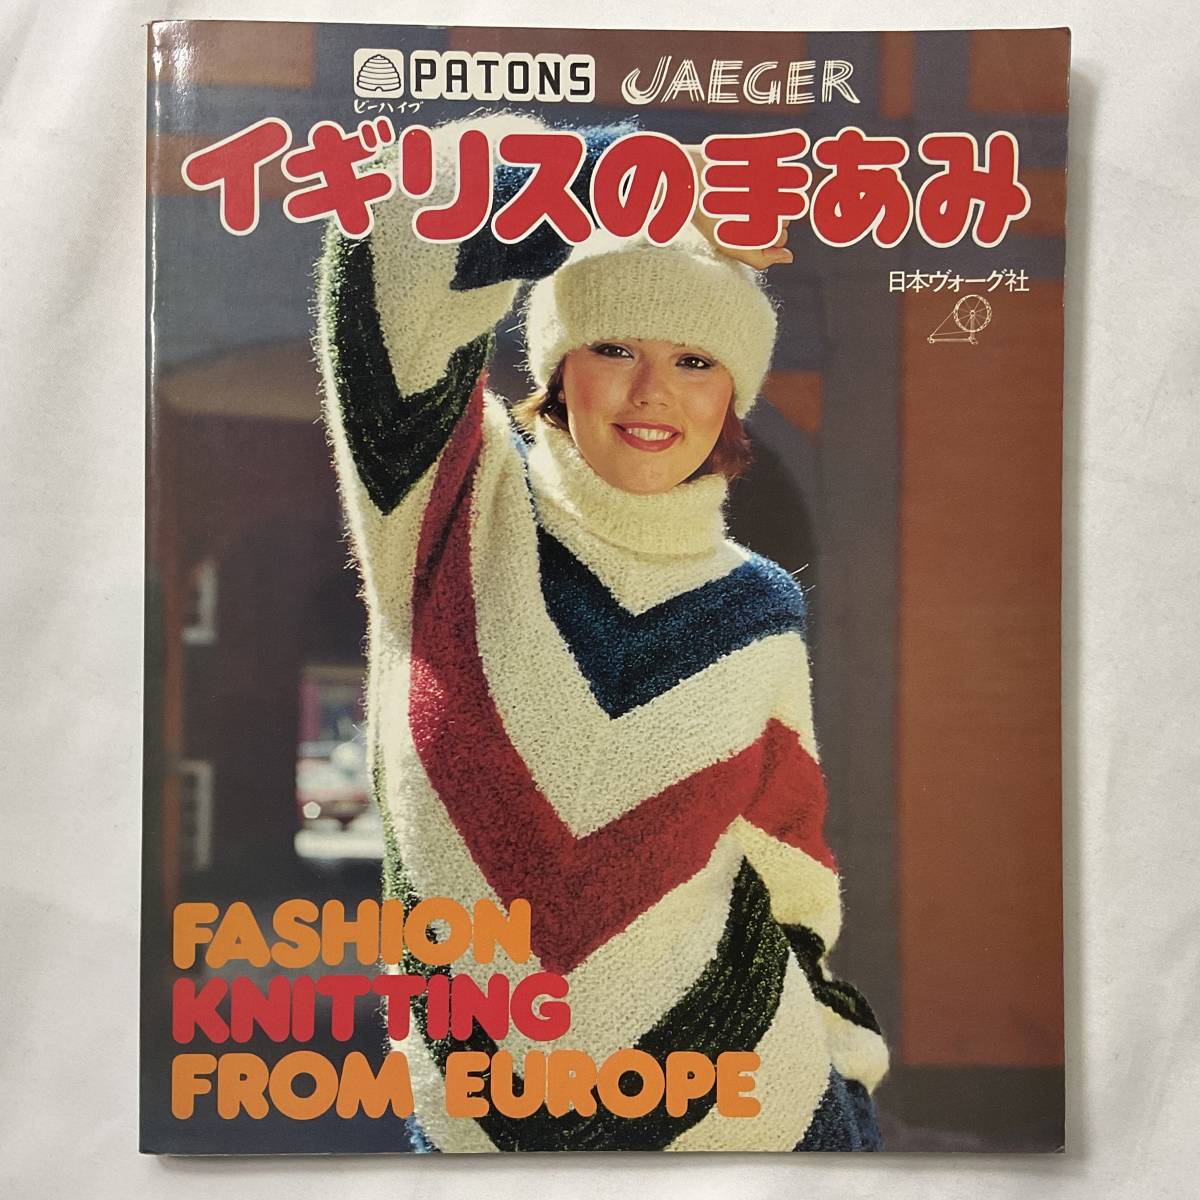 PATONS JAEGER
ビーハイブ
イギリスの手あみ
日本ヴォーグ社
FASHION
KNITTING
FROM EUROPE